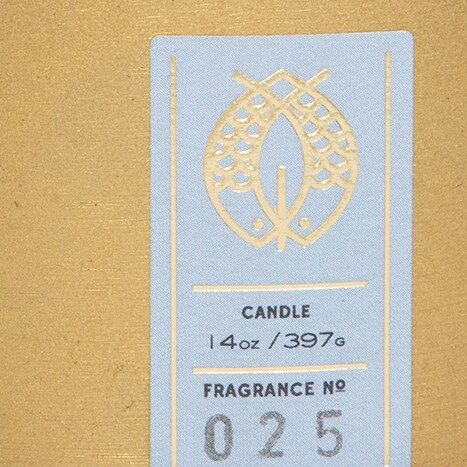 CANDLE
14oz / 397G
FRAGRANCE Nº
025